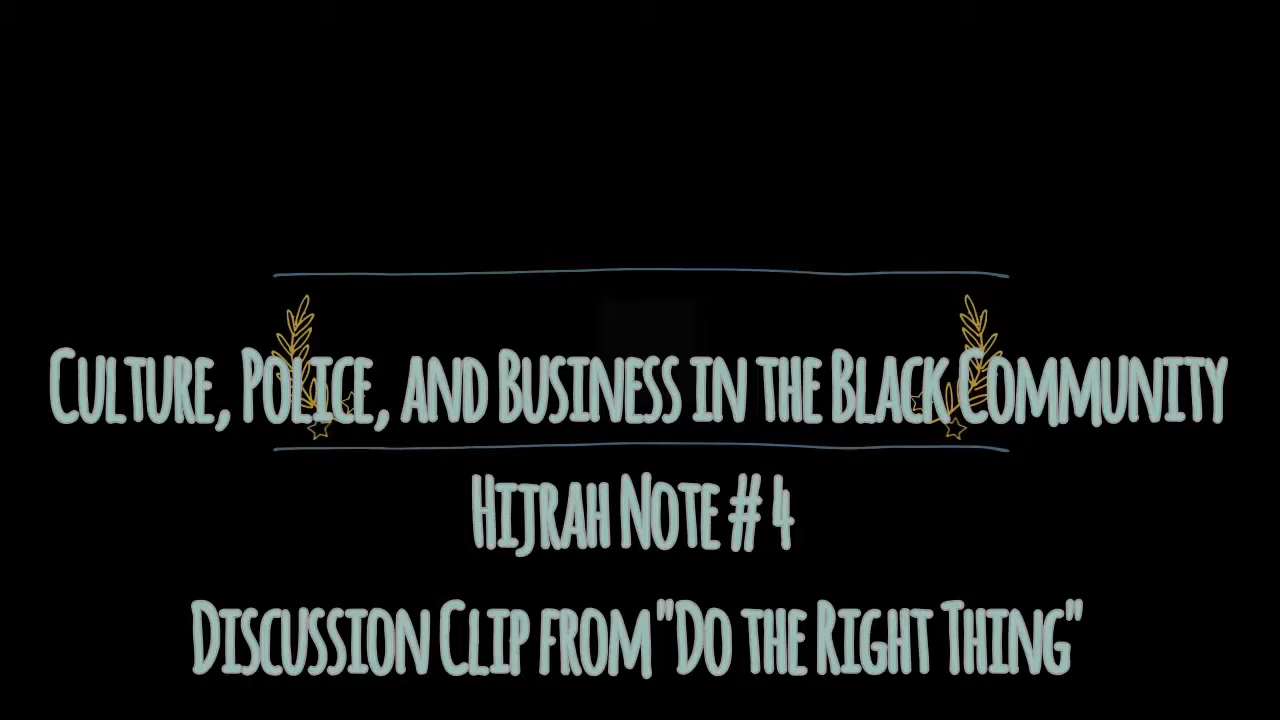 Culture, Police, and Business in the Black Community
Hijrah Note # 4
Discussion Clip from "Do the Right Thing"